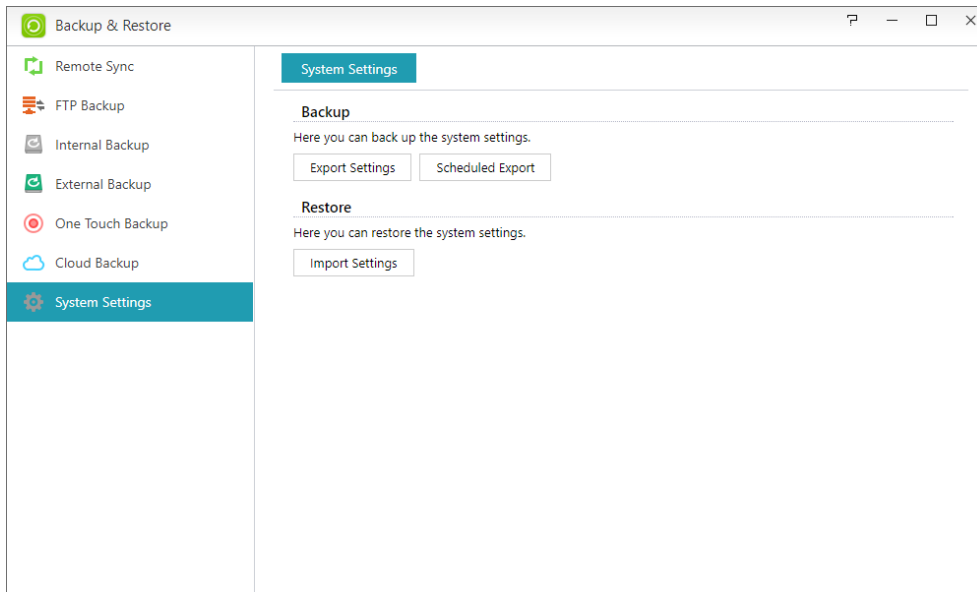 Backup & Restore
Remote Sync
FTP Backup
Internal Backup
External Backup
One Touch Backup
Cloud Backup
System Settings
System Settings
Backup
Here you can back up the system settings.
Export Settings Scheduled Export
Restore
Here you can restore the system settings.
Import Settings